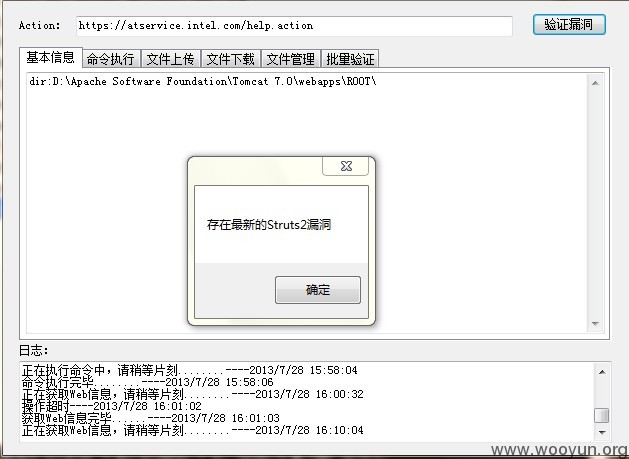 Action: https://atservice.intel.com/help.action 验证漏洞
基本信息 命令执行 文件上传 文件下载 文件管理 批量验证
dir:D:\Apache Software Foundation\Tomcat 7.0\webapps\ROOT\
存在最新的Struts2漏洞
确定
日志:
正在执行命令中，请稍等片刻........----2013/7/28 15:58:04
命令执行完毕........----2013/7/28 15:58:06
正在获取Web信息，请稍等片刻........----2013/7/28 16:00:32
操作超时----2013/7/28 16:01:02
获取Web信息完毕......----2013/7/28 16:01:03
正在获取Web信息，请稍等片刻........----2013/7/28 16:10:04
www.wooyun.org